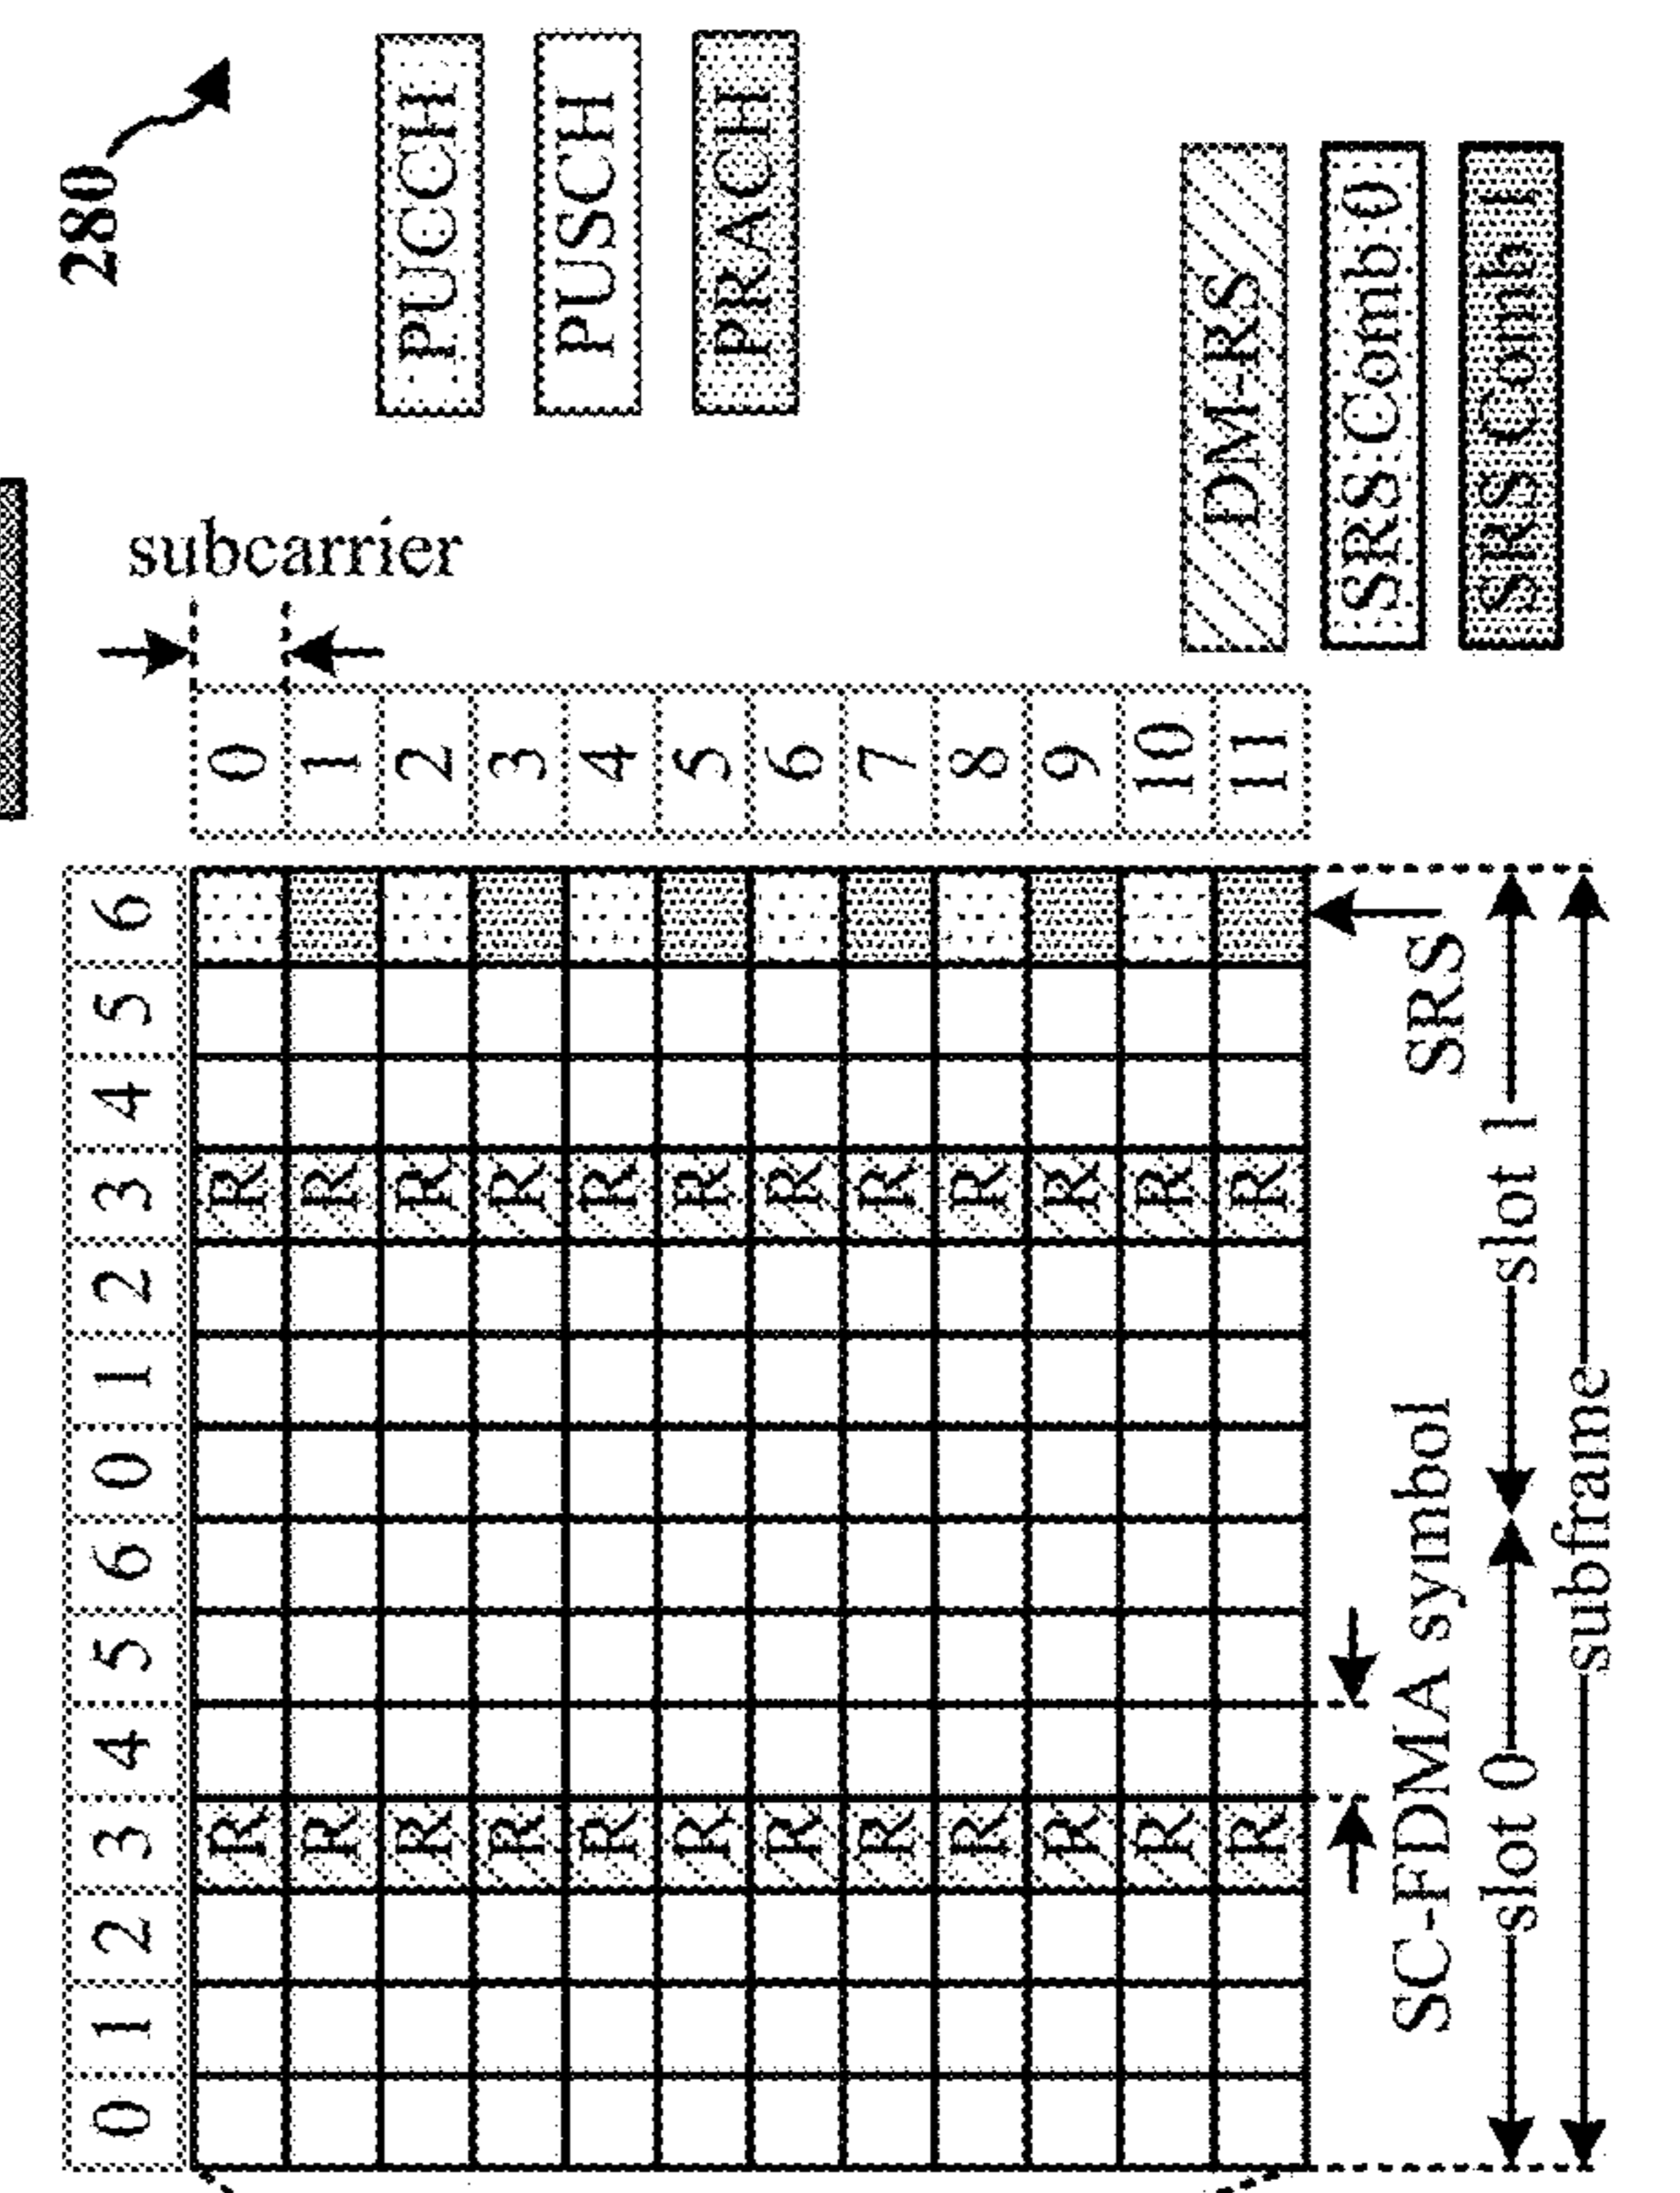 280
PUCCH
PUSCH
PRACH
subcarrier
0 1 2 3 4 5 6 0 1 2 3 4 5 6
R R 0
R R 1
R R 2
R R 3
R R 4
R R 5
R R 6
R R 7
R R 8
R R 9
R R 10
R R 11
DM-RS
SRS Comb 0
SRS Comb 1
SC-FDMA symbol
SRS
slot 0 slot 1
subframe